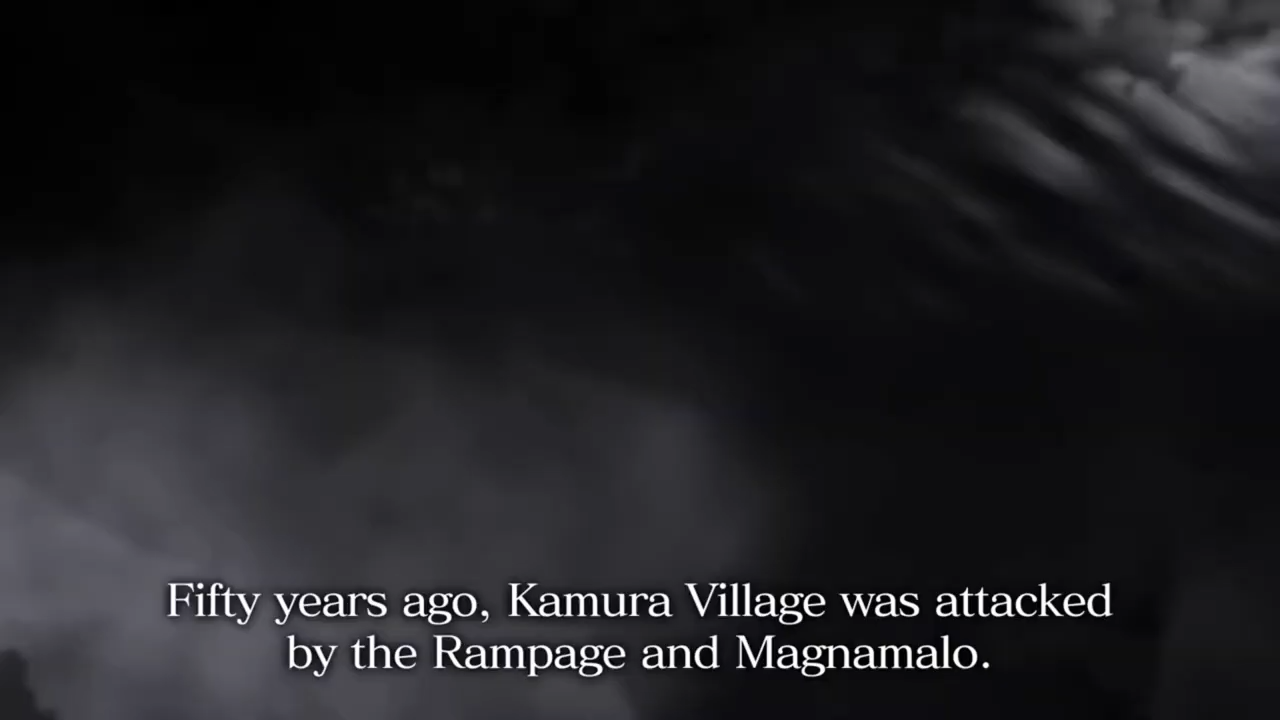 Fifty years ago, Kamura Village was attacked
by the Rampage and Magnamalo.